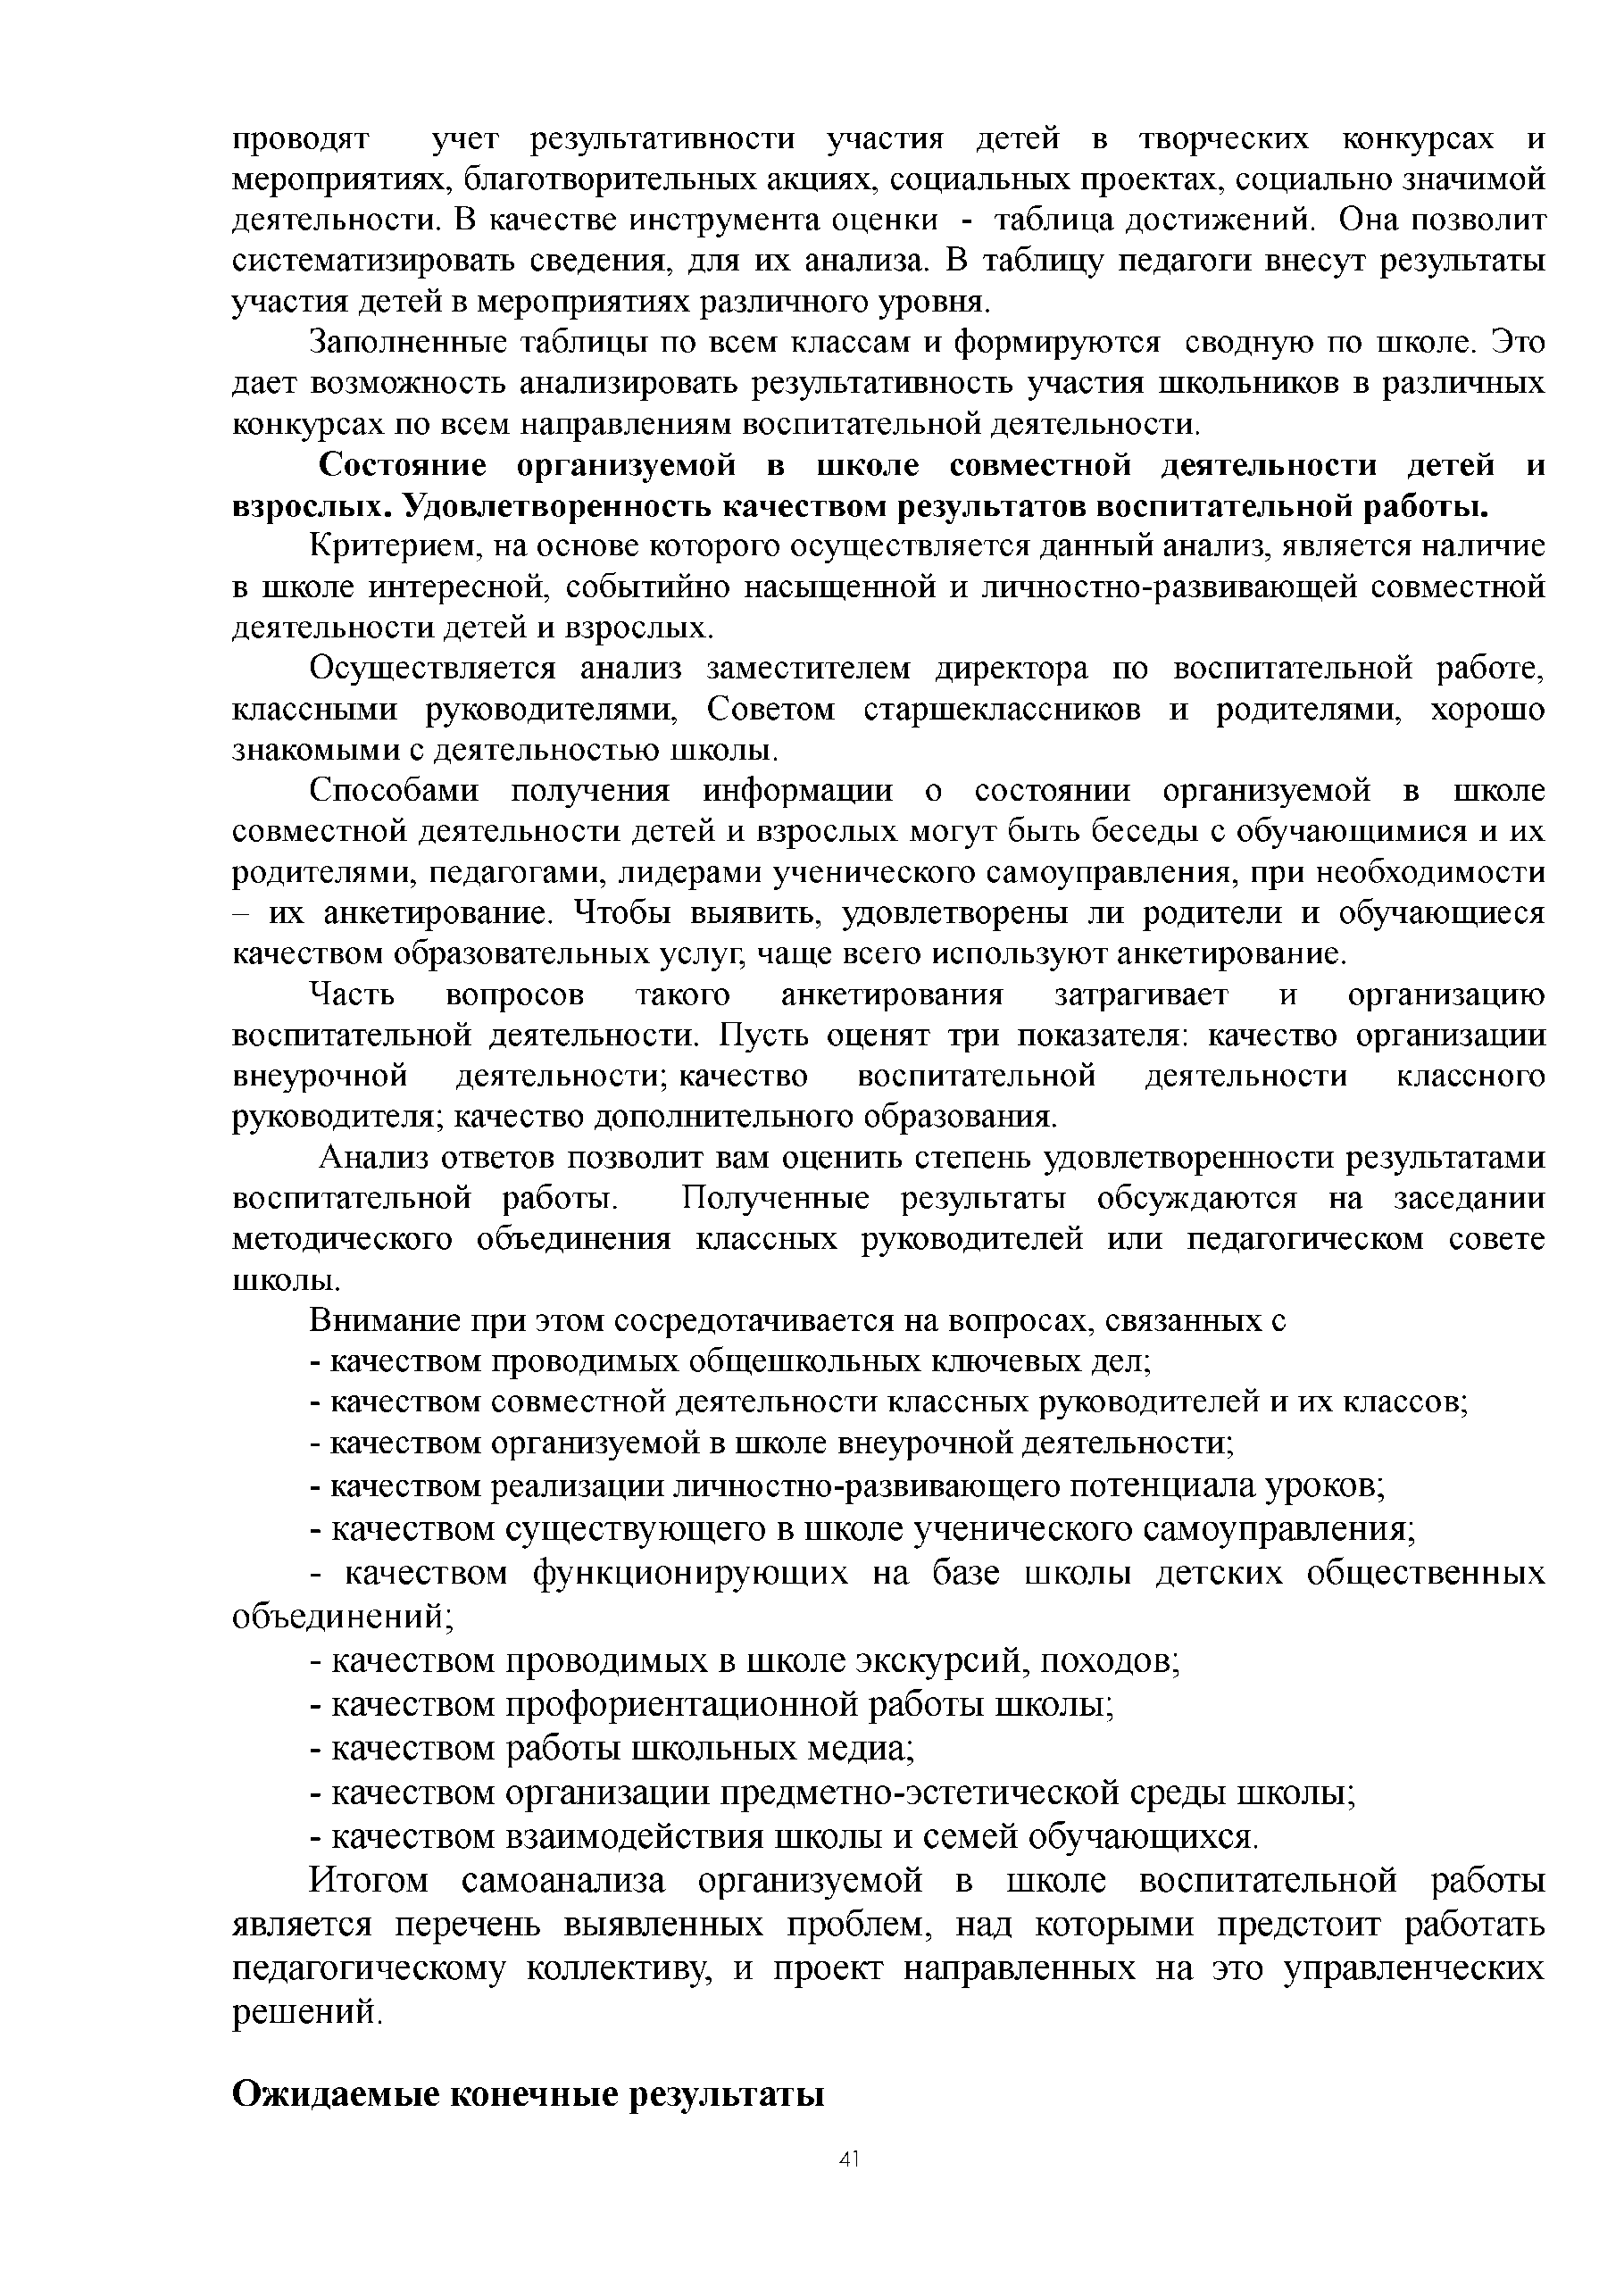 проводят учет результативности участия детей в творческих конкурсах и
мероприятиях, благотворительных акциях, социальных проектах, социально значимой
деятельности. В качестве инструмента оценки - таблица достижений. Она позволит
систематизировать сведения, для их анализа. В таблицу педагоги внесут результаты
участия детей в мероприятиях различного уровня.
Заполненные таблицы по всем классам и формируются сводную по школе. Это
дает возможность анализировать результативность участия школьников в различных
конкурсах по всем направлениям воспитательной деятельности.
Состояние организуемой в школе совместной деятельности детей и
взрослых. Удовлетворенность качеством результатов воспитательной работы.
Критерием, на основе которого осуществляется данный анализ, является наличие
в школе интересной, событийно насыщенной и личностно-развивающей совместной
деятельности детей и взрослых.
Осуществляется анализ заместителем директора по воспитательной работе,
классными руководителями, Советом старшеклассников и родителями, хорошо
знакомыми с деятельностью школы.
Способами получения информации о состоянии организуемой в школе
совместной деятельности детей и взрослых могут быть беседы с обучающимися и их
родителями, педагогами, лидерами ученического самоуправления, при необходимости
– их анкетирование. Чтобы выявить, удовлетворены ли родители и обучающиеся
качеством образовательных услуг, чаще всего используют анкетирование.
Часть вопросов такого анкетирования затрагивает и организацию
воспитательной деятельности. Пусть оценят три показателя: качество организации
внеурочной деятельности; качество воспитательной деятельности классного
руководителя; качество дополнительного образования.
Анализ ответов позволит вам оценить степень удовлетворенности результатами
воспитательной работы. Полученные результаты обсуждаются на заседании
методического объединения классных руководителей или педагогическом совете
школы.
Внимание при этом сосредотачивается на вопросах, связанных с
- качеством проводимых общешкольных ключевых дел;
- качеством совместной деятельности классных руководителей и их классов;
- качеством организуемой в школе внеурочной деятельности;
- качеством реализации личностно-развивающего потенциала уроков;
- качеством существующего в школе ученического самоуправления;
- качеством функционирующих на базе школы детских общественных
объединений;
- качеством проводимых в школе экскурсий, походов;
- качеством профориентационной работы школы;
- качеством работы школьных медиа;
- качеством организации предметно-эстетической среды школы;
- качеством взаимодействия школы и семей обучающихся.
Итогом самоанализа организуемой в школе воспитательной работы
является перечень выявленных проблем, над которыми предстоит работать
педагогическому коллективу, и проект направленных на это управленческих
решений.
Ожидаемые конечные результаты
41